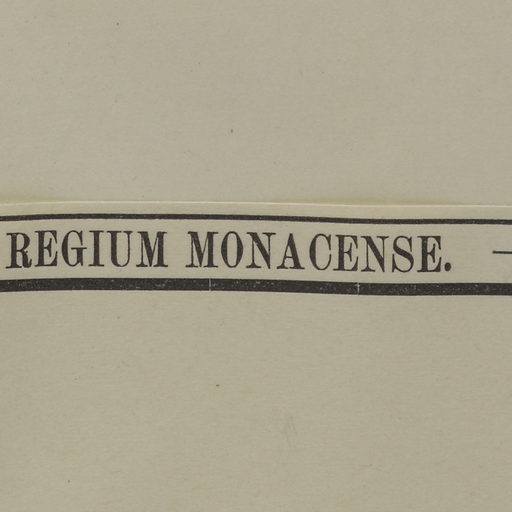 REGIUM MONACENSE. —